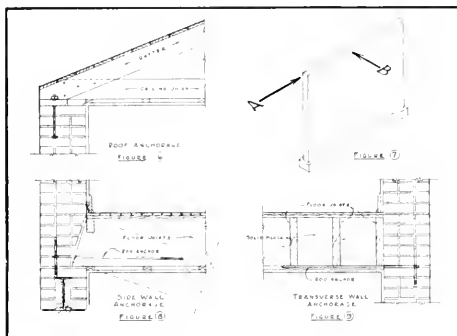 RAFTER
CEILING JOIST
ROOF ANCHORAGE
FIGURE 6
A
B
FIGURE 7
FLOOR JOISTS
ROD ANCHOR
SIDE WALL
ANCHORAGE
FIGURE 8
FLOOR JOISTS
SOLID
ROD ANCHOR
TRANSVERSE WALL
ANCHORAGE
FIGURE 9